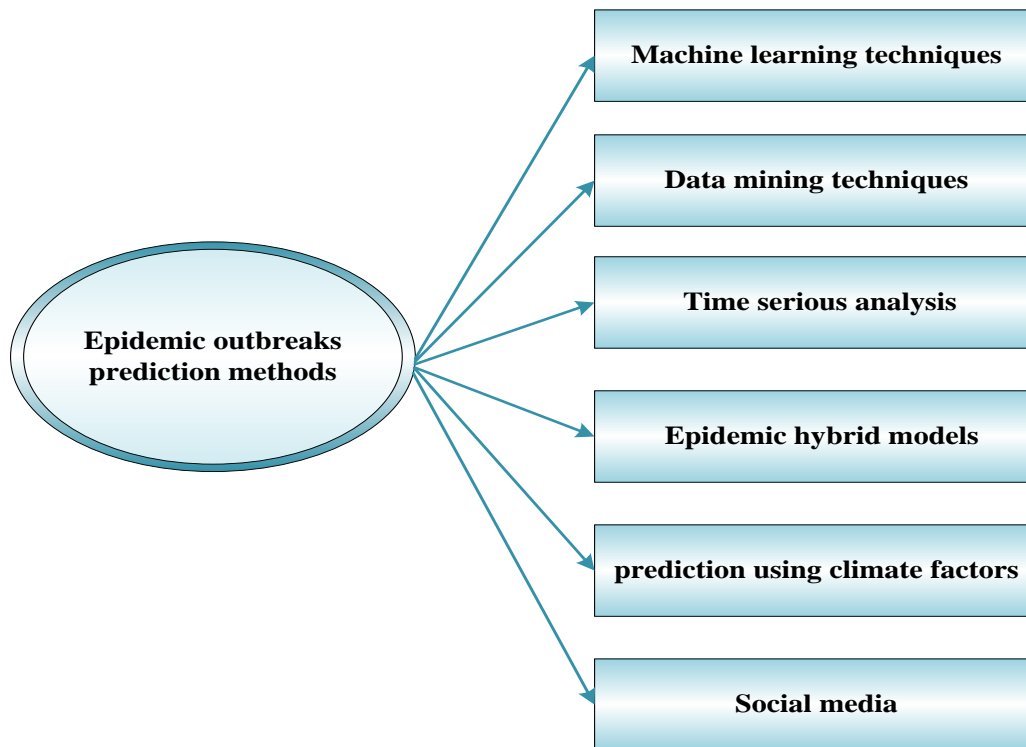 Machine learning techniques
Data mining techniques
Time serious analysis
Epidemic outbreaks
prediction methods
Epidemic hybrid models
prediction using climate factors
Social media